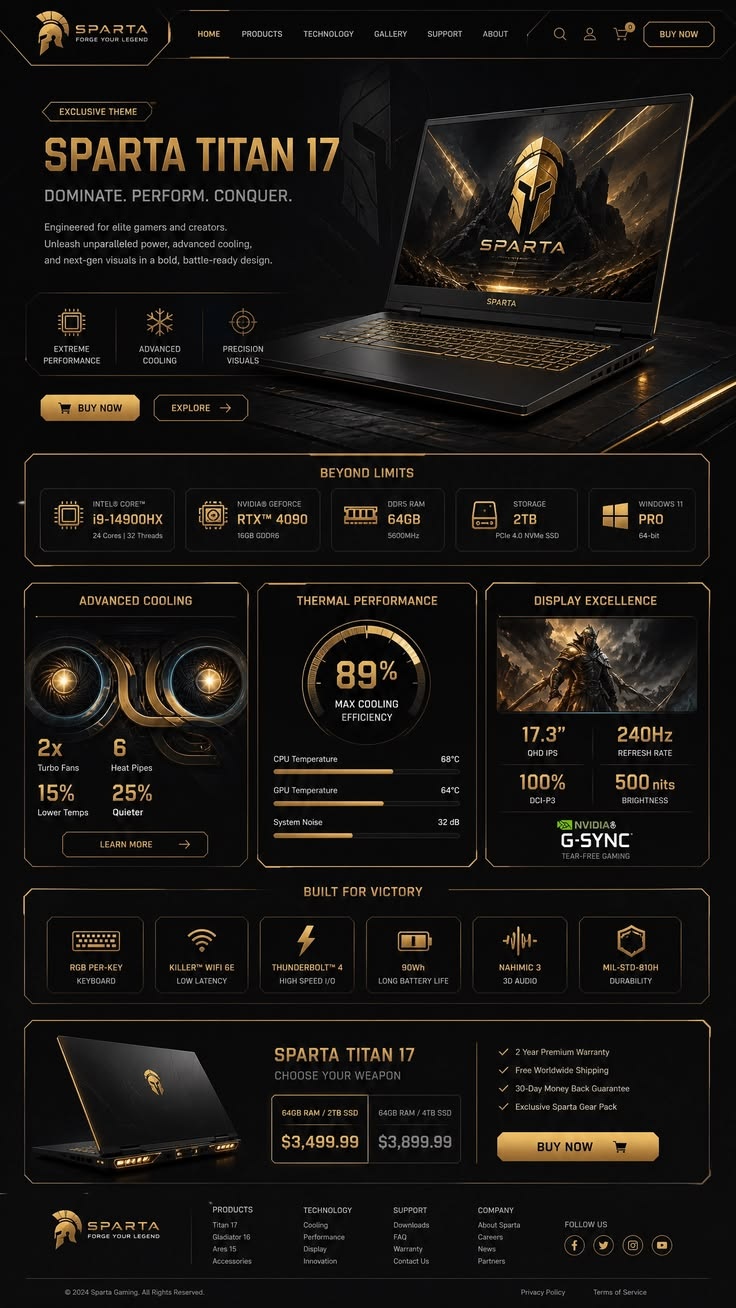 SPARTA
FORGE YOUR LEGEND
HOME
PRODUCTS
TECHNOLOGY
GALLERY
SUPPORT
ABOUT
0
BUY NOW
EXCLUSIVE THEME
SPARTA TITAN 17
DOMINATE. PERFORM. CONQUER.
Engineered for elite gamers and creators.
Unleash unparalleled power, advanced cooling,
and next-gen visuals in a bold, battle-ready design.
SPARTA
SPARTA
EXTREME
PERFORMANCE
ADVANCED
COOLING
PRECISION
VISUALS
BUY NOW
EXPLORE
BEYOND LIMITS
INTEL® CORE™
i9-14900HX
24 Cores | 32 Threads
NVIDIA® GEFORCE
RTX™ 4090
16GB GDDR6
DDR5 RAM
64GB
5600MHz
STORAGE
2TB
PCIe 4.0 NVMe SSD
WINDOWS 11
PRO
64-bit
ADVANCED COOLING
2x
Turbo Fans
6
Heat Pipes
15%
Lower Temps
25%
Quieter
LEARN MORE
THERMAL PERFORMANCE
89%
MAX COOLING
EFFICIENCY
CPU Temperature
68°C
GPU Temperature
64°C
System Noise
32 dB
DISPLAY EXCELLENCE
17.3”
QHD IPS
240Hz
REFRESH RATE
100%
DCI-P3
500 nits
BRIGHTNESS
NVIDIA®
G-SYNC
TEAR-FREE GAMING
BUILT FOR VICTORY
RGB PER-KEY
KEYBOARD
KILLER™ WIFI 6E
LOW LATENCY
THUNDERBOLT™ 4
HIGH SPEED I/O
90Wh
LONG BATTERY LIFE
NAHIMIC 3
3D AUDIO
MIL-STD-810H
DURABILITY
SPARTA TITAN 17
CHOOSE YOUR WEAPON
64GB RAM / 2TB SSD
$3,499.99
64GB RAM / 4TB SSD
$3,899.99
2 Year Premium Warranty
Free Worldwide Shipping
30-Day Money Back Guarantee
Exclusive Sparta Gear Pack
BUY NOW
SPARTA
FORGE YOUR LEGEND
PRODUCTS
Titan 17
Gladiator 16
Ares 15
Accessories
TECHNOLOGY
Cooling
Performance
Display
Innovation
SUPPORT
Downloads
FAQ
Warranty
Contact Us
COMPANY
About Sparta
Careers
News
Partners
FOLLOW US
© 2024 Sparta Gaming. All Rights Reserved.
Privacy Policy
Terms of Service